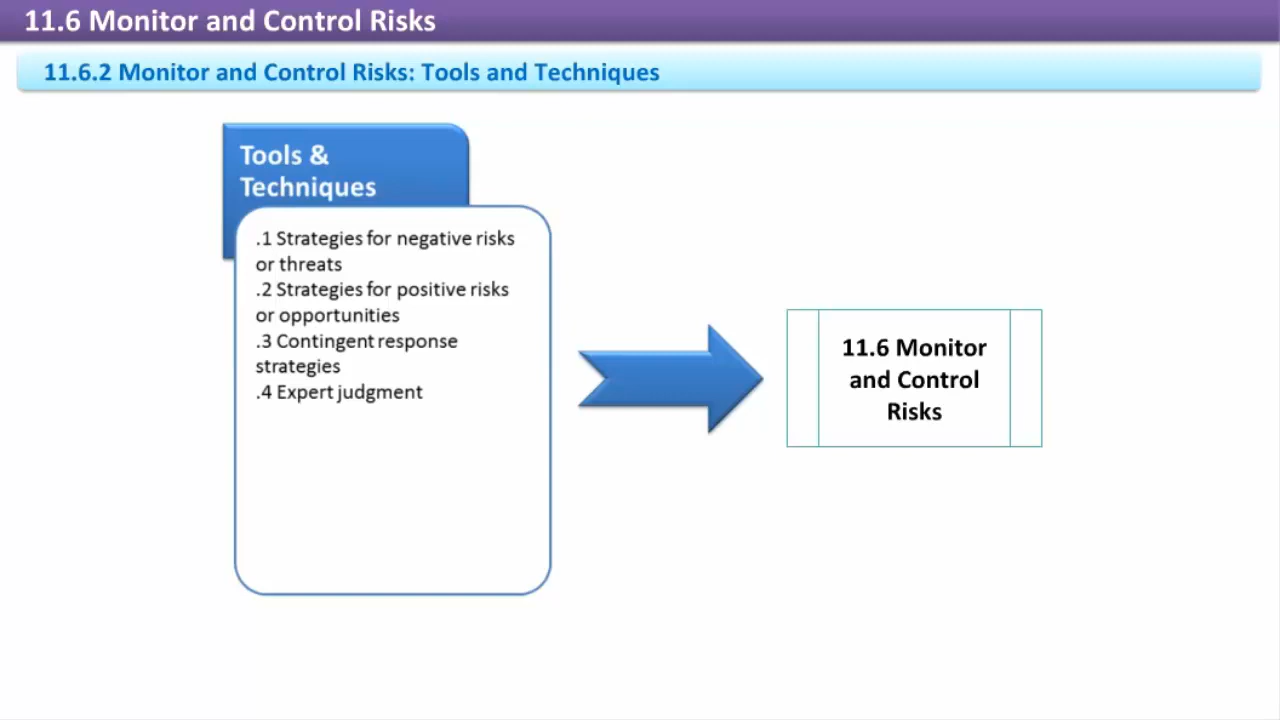 11.6 Monitor and Control Risks
11.6.2 Monitor and Control Risks: Tools and Techniques
Tools &
Techniques
.1 Strategies for negative risks
or threats
.2 Strategies for positive risks
or opportunities
.3 Contingent response
strategies
.4 Expert judgment
11.6 Monitor
and Control
Risks